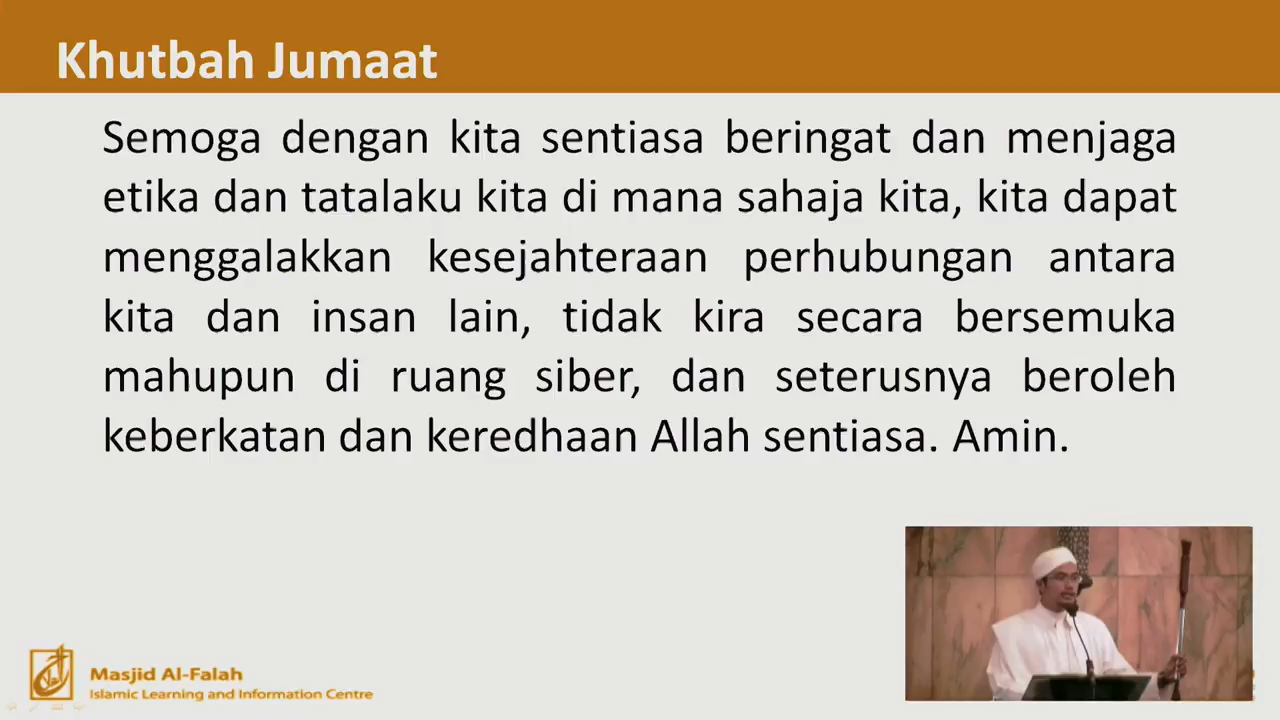 Khutbah Jumaat
Semoga dengan kita sentiasa beringat dan menjaga
etika dan tatalaku kita di mana sahaja kita, kita dapat
menggalakkan kesejahteraan perhubungan antara
kita dan insan lain, tidak kira secara bersemuka
mahupun di ruang siber, dan seterusnya beroleh
keberkatan dan keredhaan Allah sentiasa. Amin.
Masjid Al-Falah
Islamic Learning and Information Centre